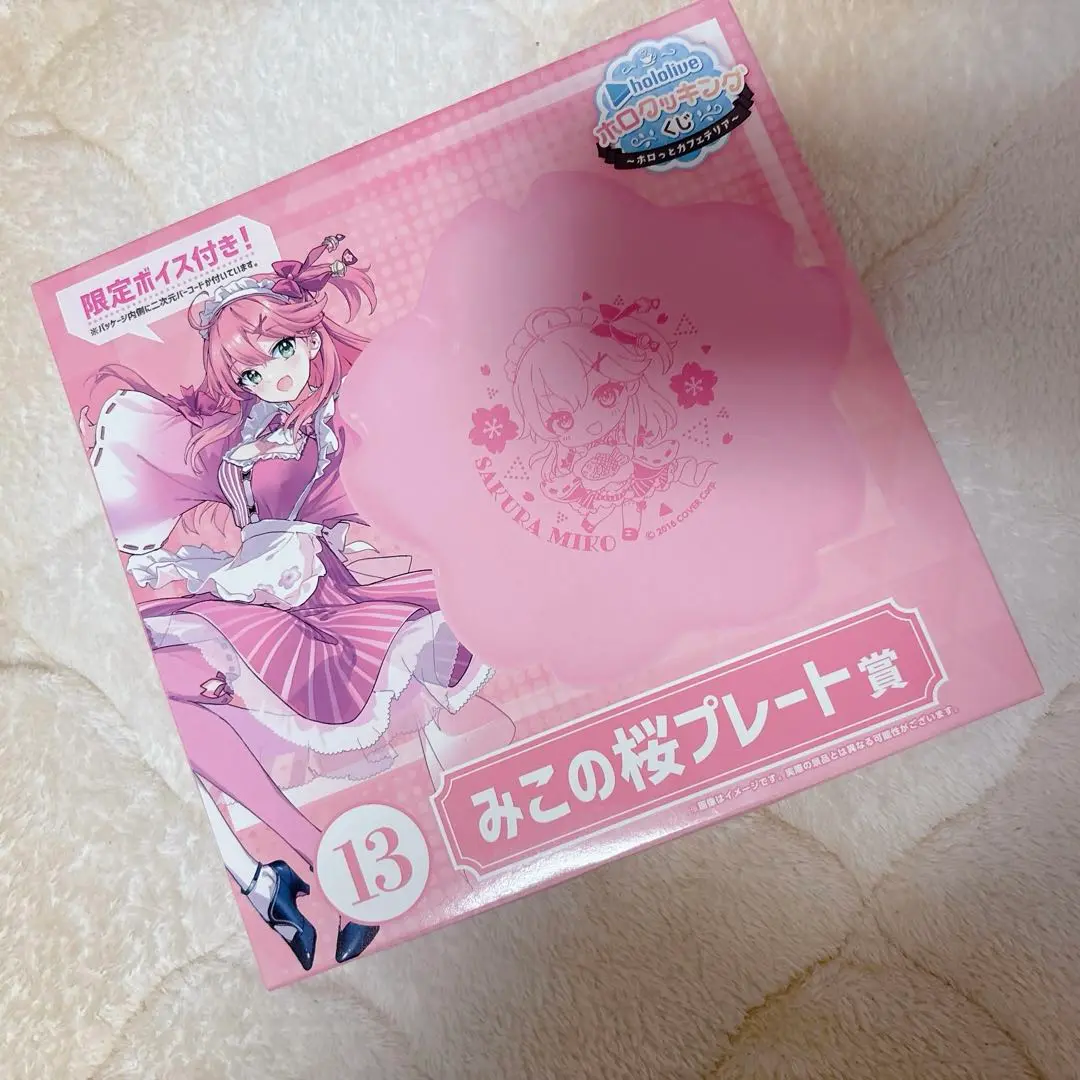 hololive
ホロクッキング
くじ
～ホロっとカフェテリア～
限定ボイス付き！
※パッケージ内側に二次元バーコードが付いています。
SAKURA MIKO
© 2016 COVER Corp.
みこの桜プレート賞
※画像はイメージです。実際の景品とは異なる可能性がございます。
13